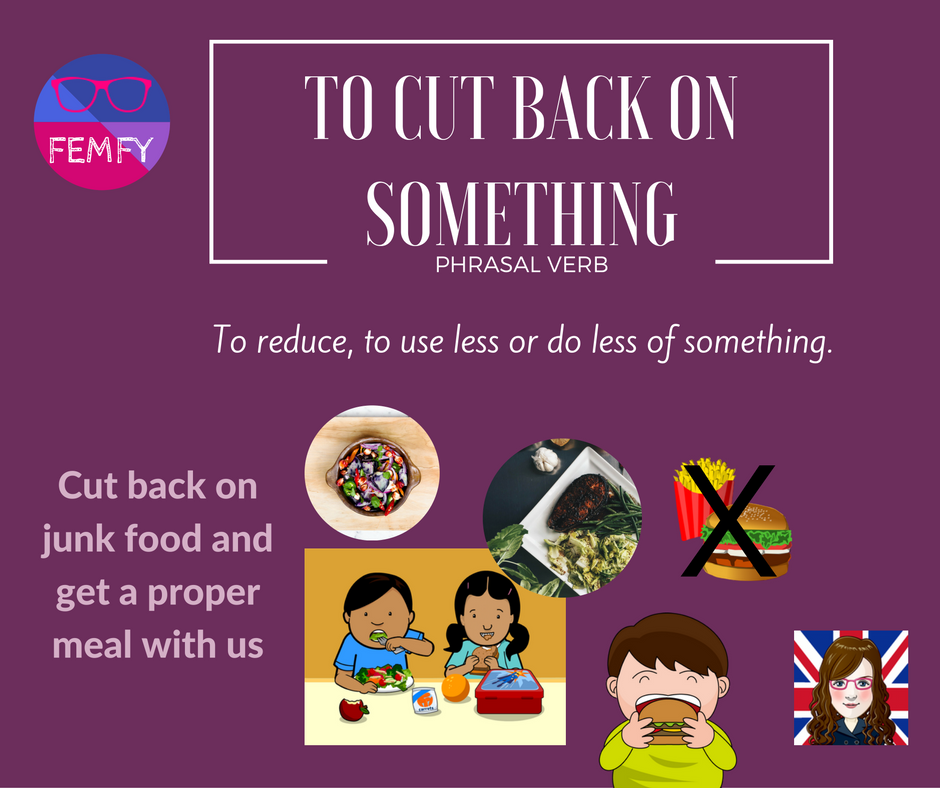 FEMFY
TO CUT BACK ON
SOMETHING
PHRASAL VERB
To reduce, to use less or do less of something.
Cut back on
junk food and
get a proper
meal with us
carrots